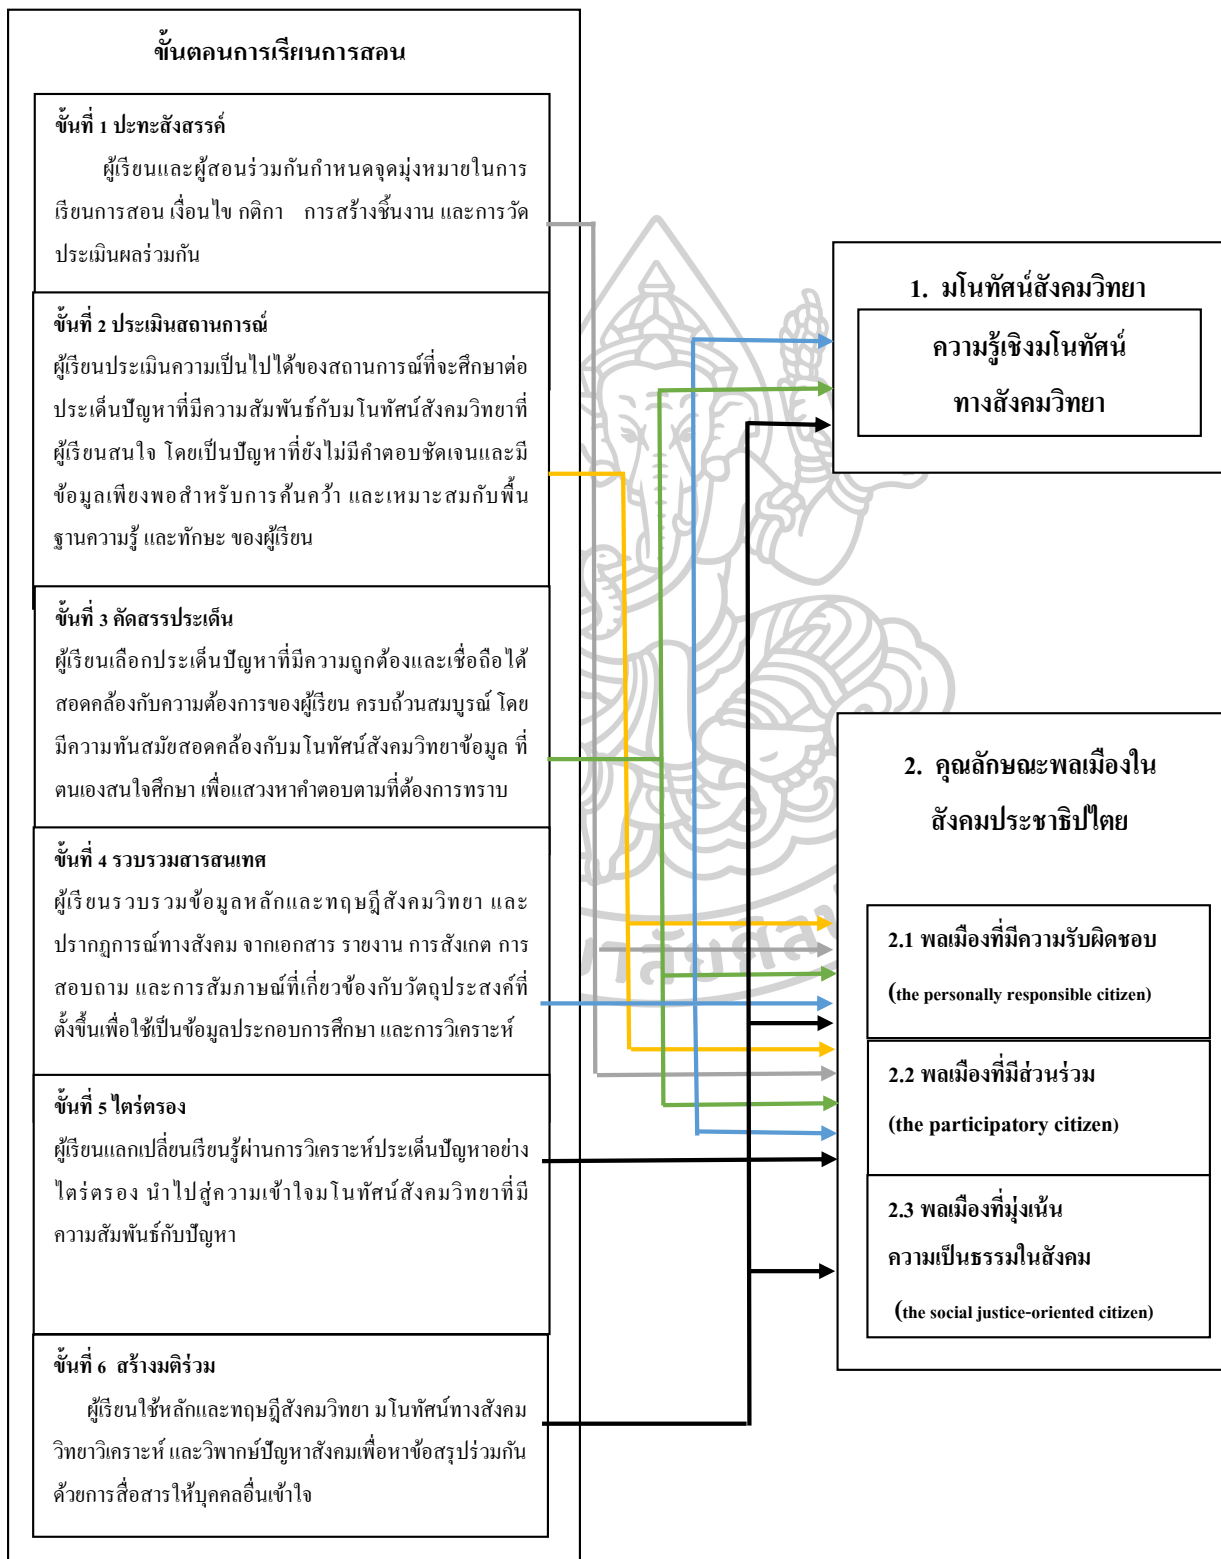 ขั้นตอนการเรียนการสอน
ขั้นที่ 1 ปะทะสังสรรค์
ผู้เรียนและผู้สอนร่วมกันกำหนดจุดมุ่งหมายในการ
เรียนการสอน เงื่อนไข กติกา การสร้างชิ้นงาน และการวัด
ประเมินผลร่วมกัน
ขั้นที่ 2 ประเมินสถานการณ์
ผู้เรียนประเมินความเป็นไปได้ของสถานการณ์ที่จะศึกษาต่อ
ประเด็นปัญหาที่มีความสัมพันธ์กับมโนทัศน์สังคมวิทยาที่
ผู้เรียนสนใจ โดยเป็นปัญหาที่ยังไม่มีคำตอบชัดเจนและมี
ข้อมูลเพียงพอสำหรับการค้นคว้า และเหมาะสมกับพื้น
ฐานความรู้ และทักษะ ของผู้เรียน
ขั้นที่ 3 คัดสรรประเด็น
ผู้เรียนเลือกประเด็นปัญหาที่มีความถูกต้องและเชื่อถือได้
สอดคล้องกับความต้องการของผู้เรียน ครบถ้วนสมบูรณ์ โดย
มีความทันสมัยสอดคล้องกับมโนทัศน์สังคมวิทยาข้อมูล ที่
ตนเองสนใจศึกษา เพื่อแสวงหาคำตอบตามที่ต้องการทราบ
ขั้นที่ 4 รวบรวมสารสนเทศ
ผู้เรียนรวบรวมข้อมูลหลักและทฤษฎีสังคมวิทยา และ
ปรากฏการณ์ทางสังคม จากเอกสาร รายงาน การสังเกต การ
สอบถาม และการสัมภาษณ์ที่เกี่ยวข้องกับวัตถุประสงค์ที่
ตั้งขึ้นเพื่อใช้เป็นข้อมูลประกอบการศึกษา และการวิเคราะห์
ขั้นที่ 5 ไตร่ตรอง
ผู้เรียนแลกเปลี่ยนเรียนรู้ผ่านการวิเคราะห์ประเด็นปัญหาอย่าง
ไตร่ตรอง นำไปสู่ความเข้าใจมโนทัศน์สังคมวิทยาที่มี
ความสัมพันธ์กับปัญหา
ขั้นที่ 6 สร้างมติร่วม
ผู้เรียนใช้หลักและทฤษฎีสังคมวิทยา มโนทัศน์ทางสังคม
วิทยาวิเคราะห์ และวิพากษ์ปัญหาสังคมเพื่อหาข้อสรุปร่วมกัน
ด้วยการสื่อสารให้บุคคลอื่นเข้าใจ
1. มโนทัศน์สังคมวิทยา
ความรู้เชิงมโนทัศน์
ทางสังคมวิทยา
2. คุณลักษณะพลเมืองใน
สังคมประชาธิปไตย
2.1 พลเมืองที่มีความรับผิดชอบ
(the personally responsible citizen)
2.2 พลเมืองที่มีส่วนร่วม
(the participatory citizen)
2.3 พลเมืองที่มุ่งเน้น
ความเป็นธรรมในสังคม
(the social justice-oriented citizen)